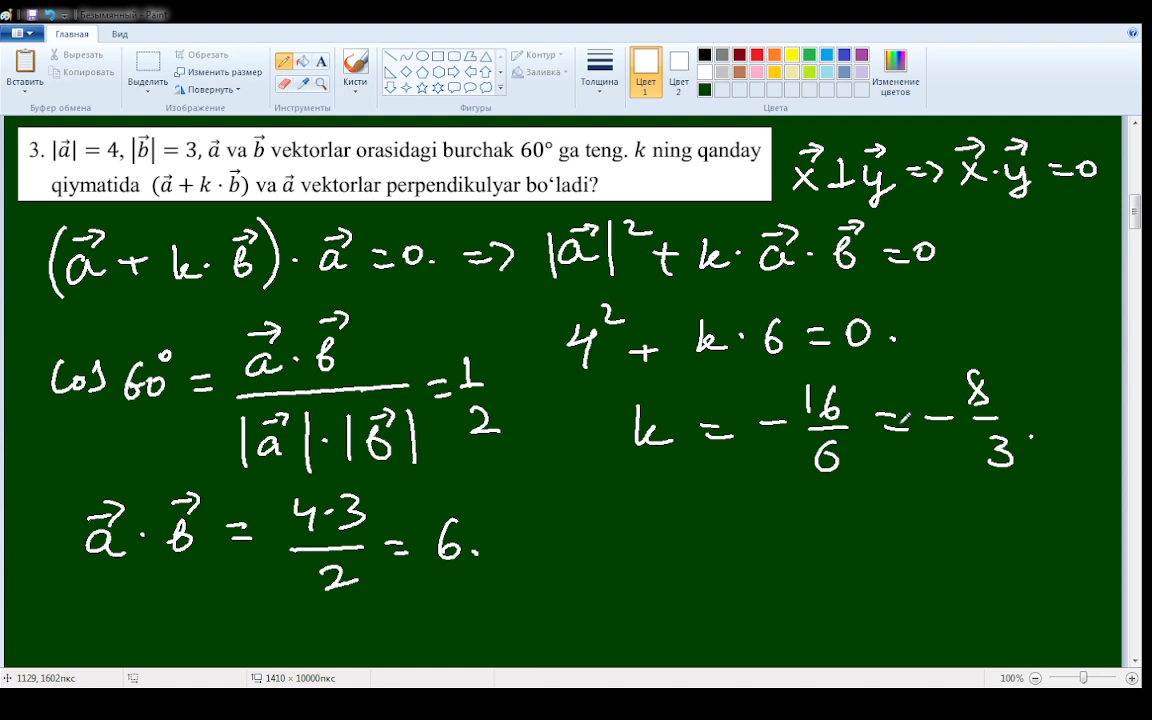 Безымянный - Paint
Главная Вид
Вставить
Вырезать
Копировать
Буфер обмена
Выделить
Обрезать
Изменить размер
Повернуть
Изображение
A
Инструменты
Кисти
Фигуры
Контур
Заливка
Толщина
Цвет 1
Цвет 2
Цвета
Изменение цветов
3. |a⃗| = 4, |b⃗| = 3, a⃗ va b⃗ vektorlar orasidagi burchak 60° ga teng. k ning qanday
qiymatida (a⃗ + k · b⃗) va a⃗ vektorlar perpendikulyar bo‘ladi?
x⃗ ⊥ y⃗ => x⃗ · y⃗ = 0
(a⃗ + k · b⃗) · a⃗ = 0. => |a⃗|² + k · a⃗ · b⃗ = 0
cos 60° = (a⃗ · b⃗) / (|a⃗| · |b⃗|) = 1/2
a⃗ · b⃗ = (4 · 3) / 2 = 6.
4² + k · 6 = 0.
k = - 16/6 = - 8/3.
1129, 1602пкс
1410 × 10000пкс
100%